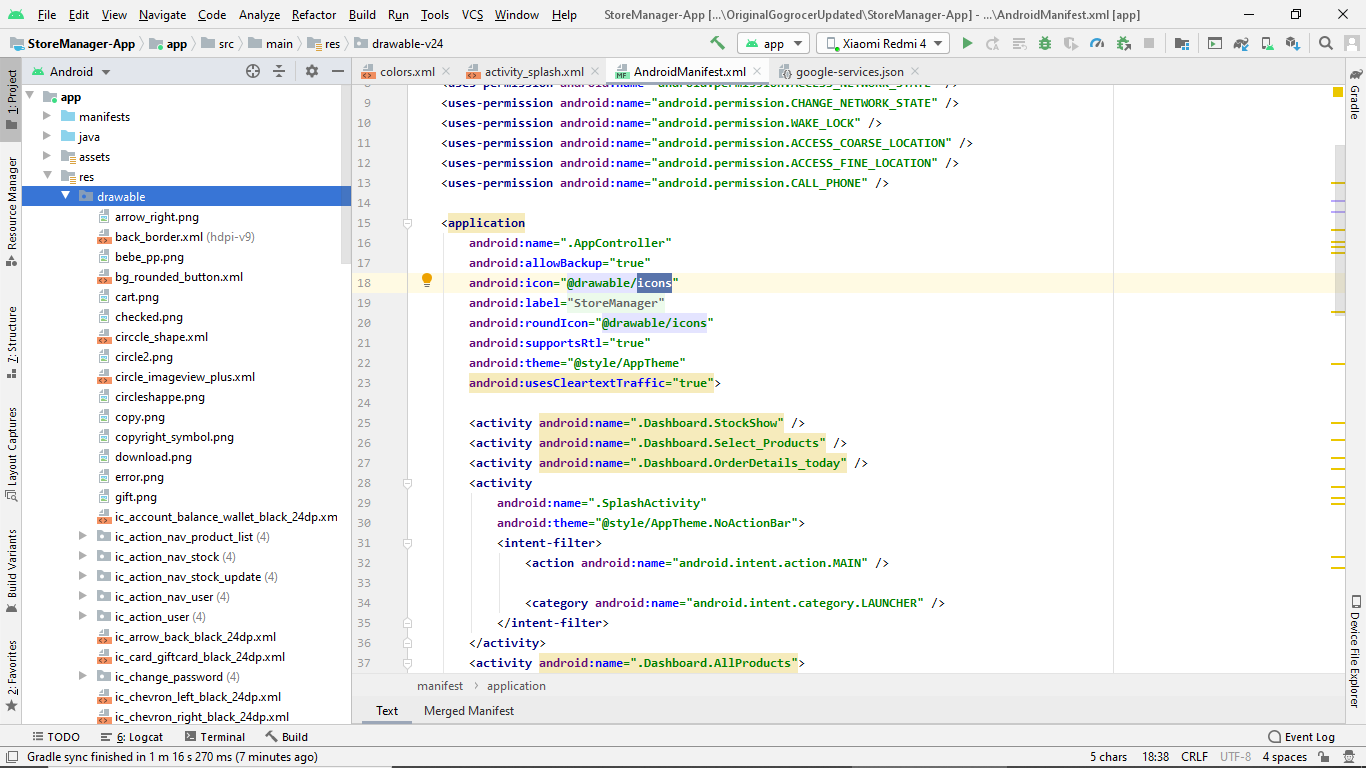 File Edit View Navigate Code Analyze Refactor Build Run Tools VCS Window Help StoreManager-App [...\OriginalGogrocerUpdated\StoreManager-App] - ...\AndroidManifest.xml [app]
StoreManager-App app src main res drawable-v24 app Xiaomi Redmi 4
1: Project
Resource Manager
7: Structure
Layout Captures
Build Variants
2: Favorites
Android
app
manifests
java
assets
res
drawable
arrow_right.png
back_border.xml (hdpi-v9)
bebe_pp.png
bg_rounded_button.xml
cart.png
checked.png
circcle_shape.xml
circle2.png
circle_imageview_plus.xml
circleshappe.png
copy.png
copyright_symbol.png
download.png
error.png
gift.png
ic_account_balance_wallet_black_24dp.xm
ic_action_nav_product_list (4)
ic_action_nav_stock (4)
ic_action_nav_stock_update (4)
ic_action_nav_user (4)
ic_action_user (4)
ic_arrow_back_black_24dp.xml
ic_card_giftcard_black_24dp.xml
ic_change_password (4)
ic_chevron_left_black_24dp.xml
ic_chevron_right_black_24dp.xml
colors.xml activity_splash.xml AndroidManifest.xml google-services.json
8 <uses-permission android:name="android.permission.ACCESS_NETWORK_STATE" />
9 <uses-permission android:name="android.permission.CHANGE_NETWORK_STATE" />
10 <uses-permission android:name="android.permission.WAKE_LOCK" />
11 <uses-permission android:name="android.permission.ACCESS_COARSE_LOCATION" />
12 <uses-permission android:name="android.permission.ACCESS_FINE_LOCATION" />
13 <uses-permission android:name="android.permission.CALL_PHONE" />
14
15 <application
16 android:name=".AppController"
17 android:allowBackup="true"
18 android:icon="@drawable/icons"
19 android:label="StoreManager"
20 android:roundIcon="@drawable/icons"
21 android:supportsRtl="true"
22 android:theme="@style/AppTheme"
23 android:usesCleartextTraffic="true">
24
25 <activity android:name=".Dashboard.StockShow" />
26 <activity android:name=".Dashboard.Select_Products" />
27 <activity android:name=".Dashboard.OrderDetails_today" />
28 <activity
29 android:name=".SplashActivity"
30 android:theme="@style/AppTheme.NoActionBar">
31 <intent-filter>
32 <action android:name="android.intent.action.MAIN" />
33
34 <category android:name="android.intent.category.LAUNCHER" />
35 </intent-filter>
36 </activity>
37 <activity android:name=".Dashboard.AllProducts">
manifest application
Text Merged Manifest
Gradle
Device File Explorer
TODO 6: Logcat Terminal Build Event Log
Gradle sync finished in 1 m 16 s 270 ms (7 minutes ago) 5 chars 18:38 CRLF UTF-8 4 spaces